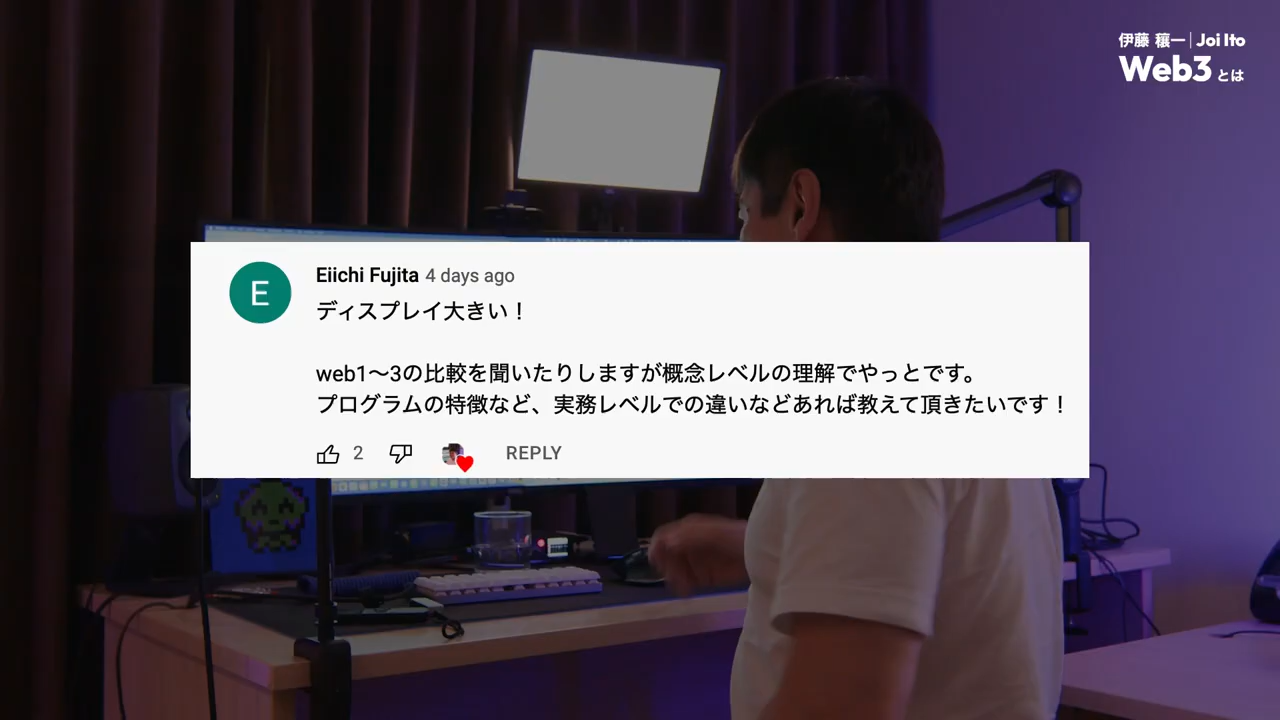 伊藤 穰一 | Joi Ito
Web3 とは
E
Eiichi Fujita 4 days ago
ディスプレイ大きい！
web1〜3の比較を聞いたりしますが概念レベルの理解でやっとです。
プログラムの特徴など、実務レベルでの違いなどあれば教えて頂きたいです！
2
REPLY